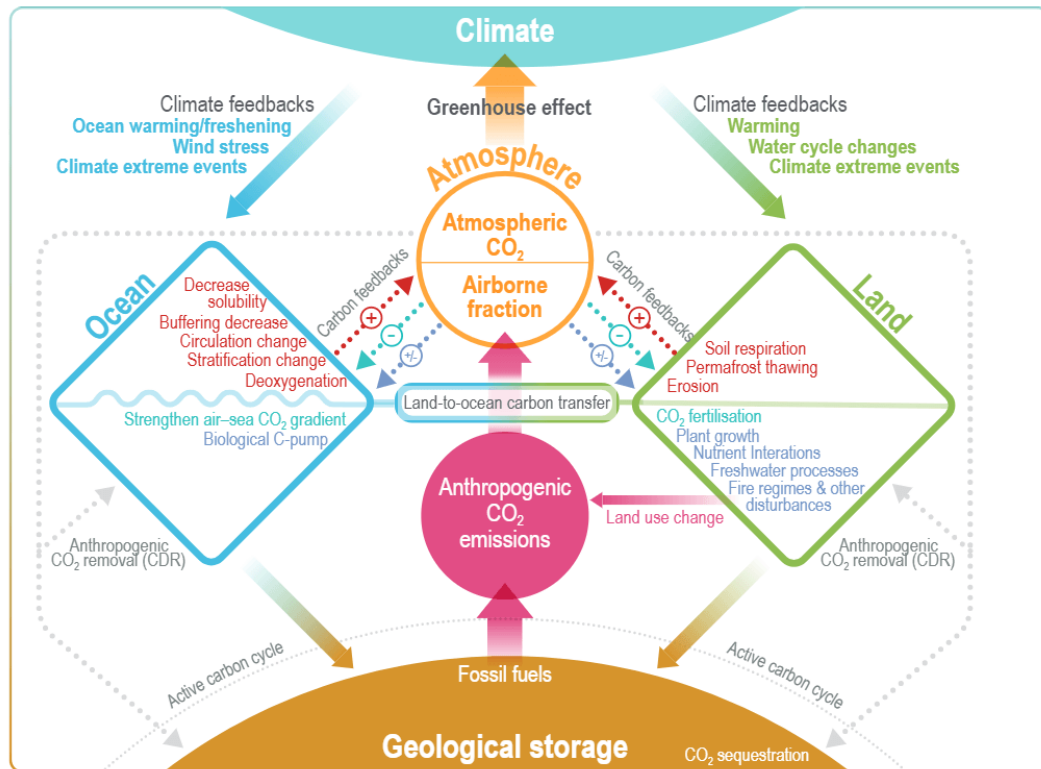 Climate
Climate feedbacks
Ocean warming/freshening
Wind stress
Climate extreme events
Greenhouse effect
Climate feedbacks
Warming
Water cycle changes
Climate extreme events
Atmosphere
Atmospheric
CO₂
Airborne
fraction
Ocean
Decrease
solubility
Buffering decrease
Circulation change
Stratification change
Deoxygenation
Strengthen air–sea CO₂ gradient
Biological C-pump
Carbon feedbacks
+
−
+/-
Carbon feedbacks
+
−
+/-
Land
Soil respiration
Permafrost thawing
Erosion
CO₂ fertilisation
Plant growth
Nutrient Interations
Freshwater processes
Fire regimes & other
disturbances
Land-to-ocean carbon transfer
Anthropogenic
CO₂
emissions
Land use change
Anthropogenic
CO₂ removal (CDR)
Anthropogenic
CO₂ removal (CDR)
Active carbon cycle
Active carbon cycle
Fossil fuels
Geological storage
CO₂ sequestration